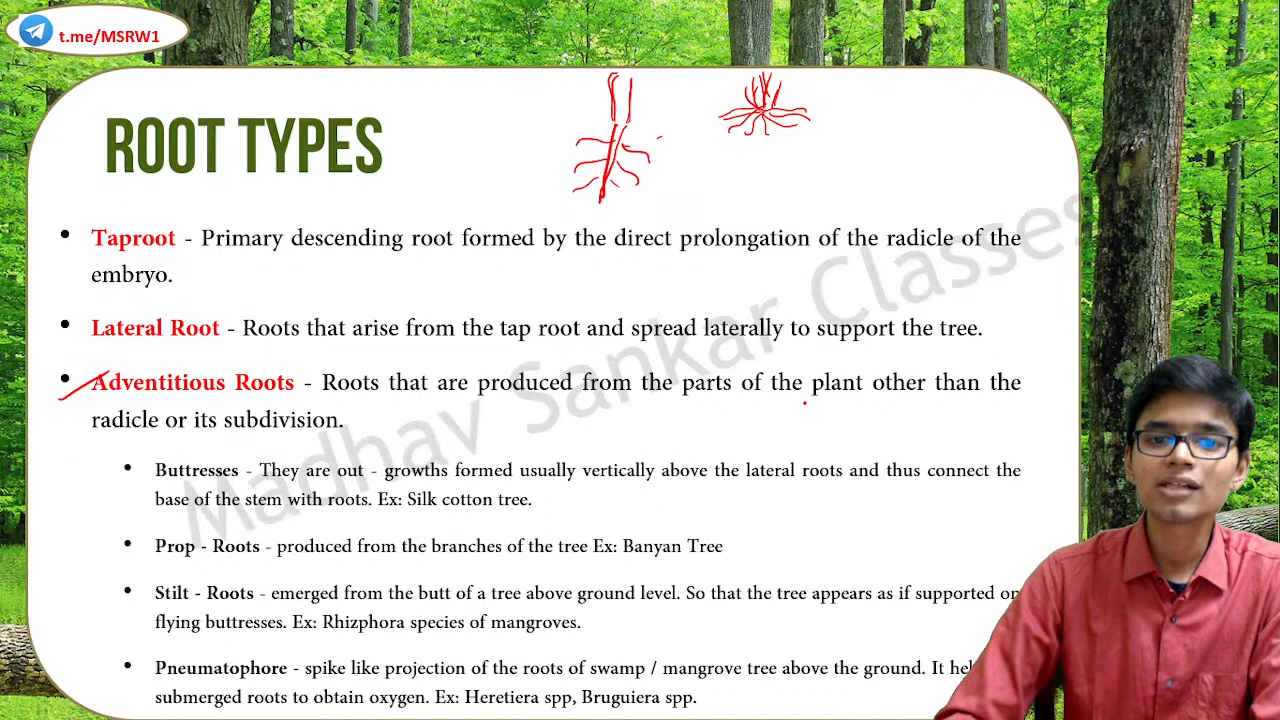 t.me/MSRW1
ROOT TYPES
• Taproot - Primary descending root formed by the direct prolongation of the radicle of the
embryo.
• Lateral Root - Roots that arise from the tap root and spread laterally to support the tree.
• Adventitious Roots - Roots that are produced from the parts of the plant other than the
radicle or its subdivision.
• Buttresses - They are out - growths formed usually vertically above the lateral roots and thus connect the
base of the stem with roots. Ex: Silk cotton tree.
• Prop - Roots - produced from the branches of the tree Ex: Banyan Tree
• Stilt - Roots - emerged from the butt of a tree above ground level. So that the tree appears as if supported on
flying buttresses. Ex: Rhizphora species of mangroves.
• Pneumatophore - spike like projection of the roots of swamp / mangrove tree above the ground. It
submerged roots to obtain oxygen. Ex: Heretiera spp, Bruguiera spp.
Madhav Sankar Classes